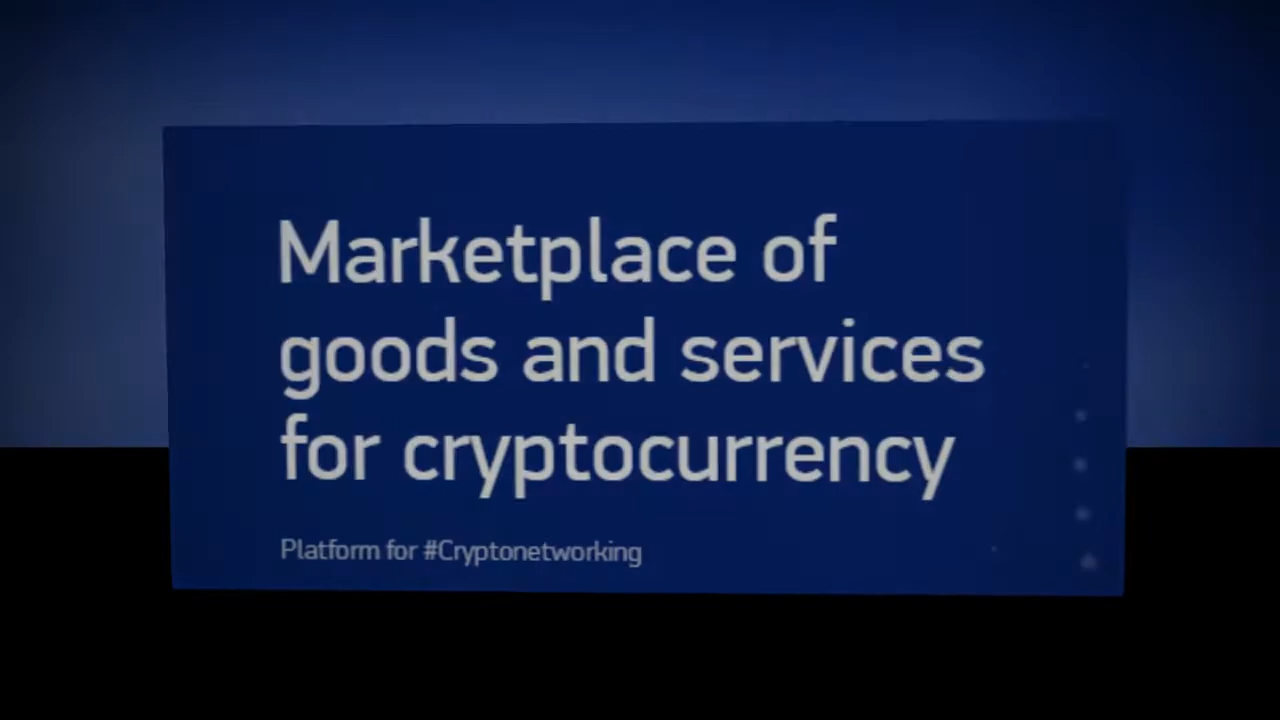 Marketplace of
goods and services
for cryptocurrency
Platform for #Cryptonetworking